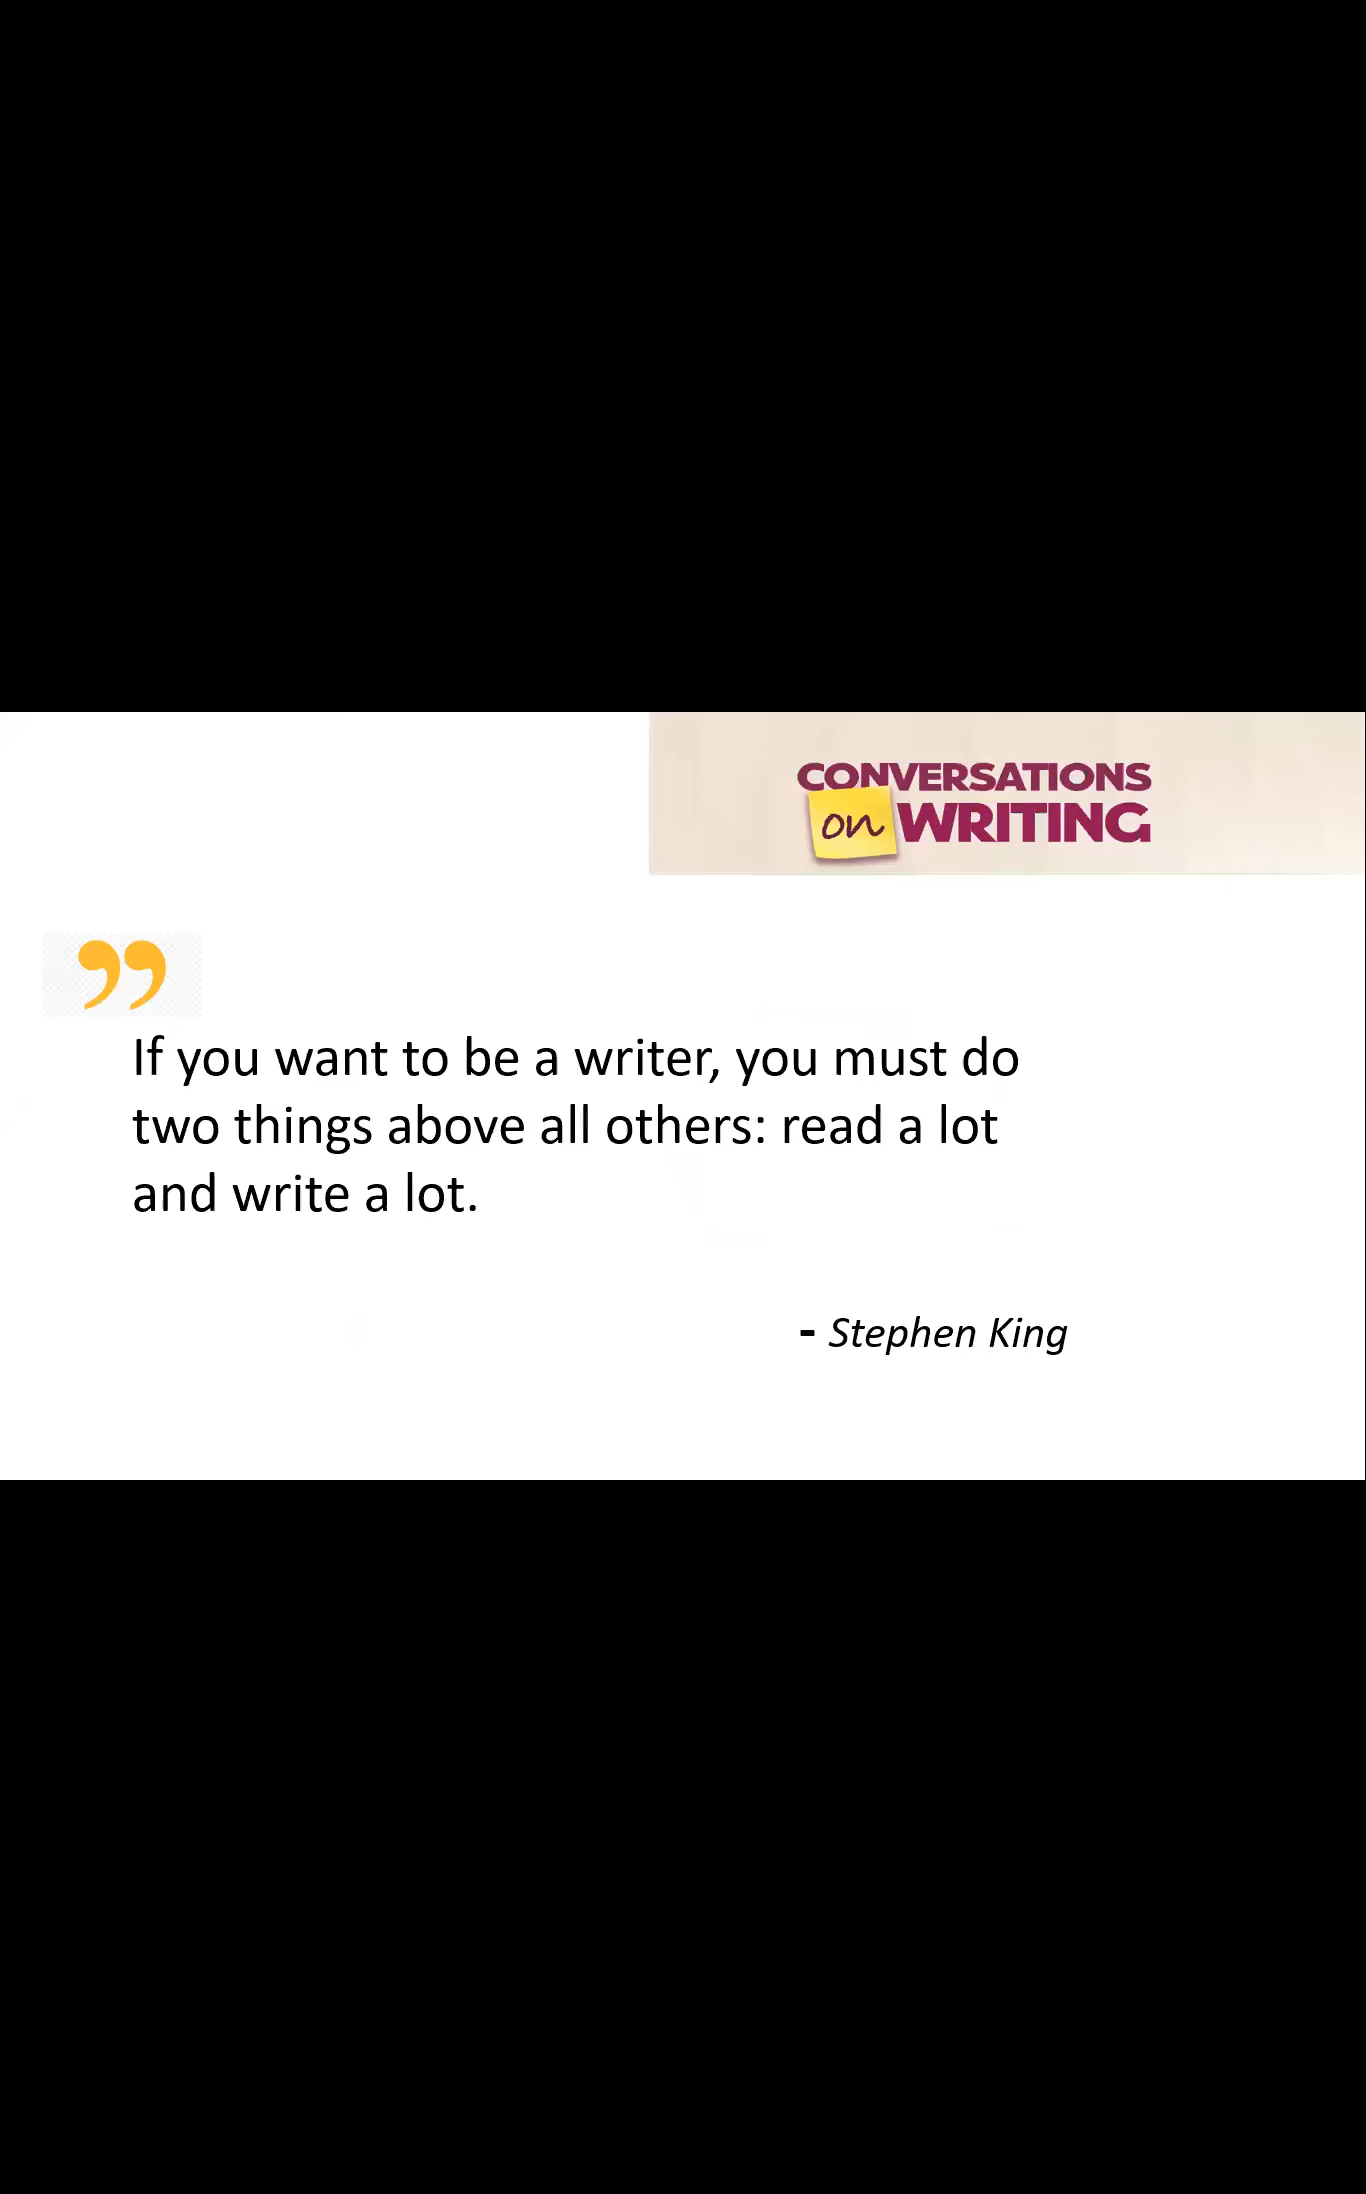 CONVERSATIONS
on WRITING
”
If you want to be a writer, you must do
two things above all others: read a lot
and write a lot.
- Stephen King